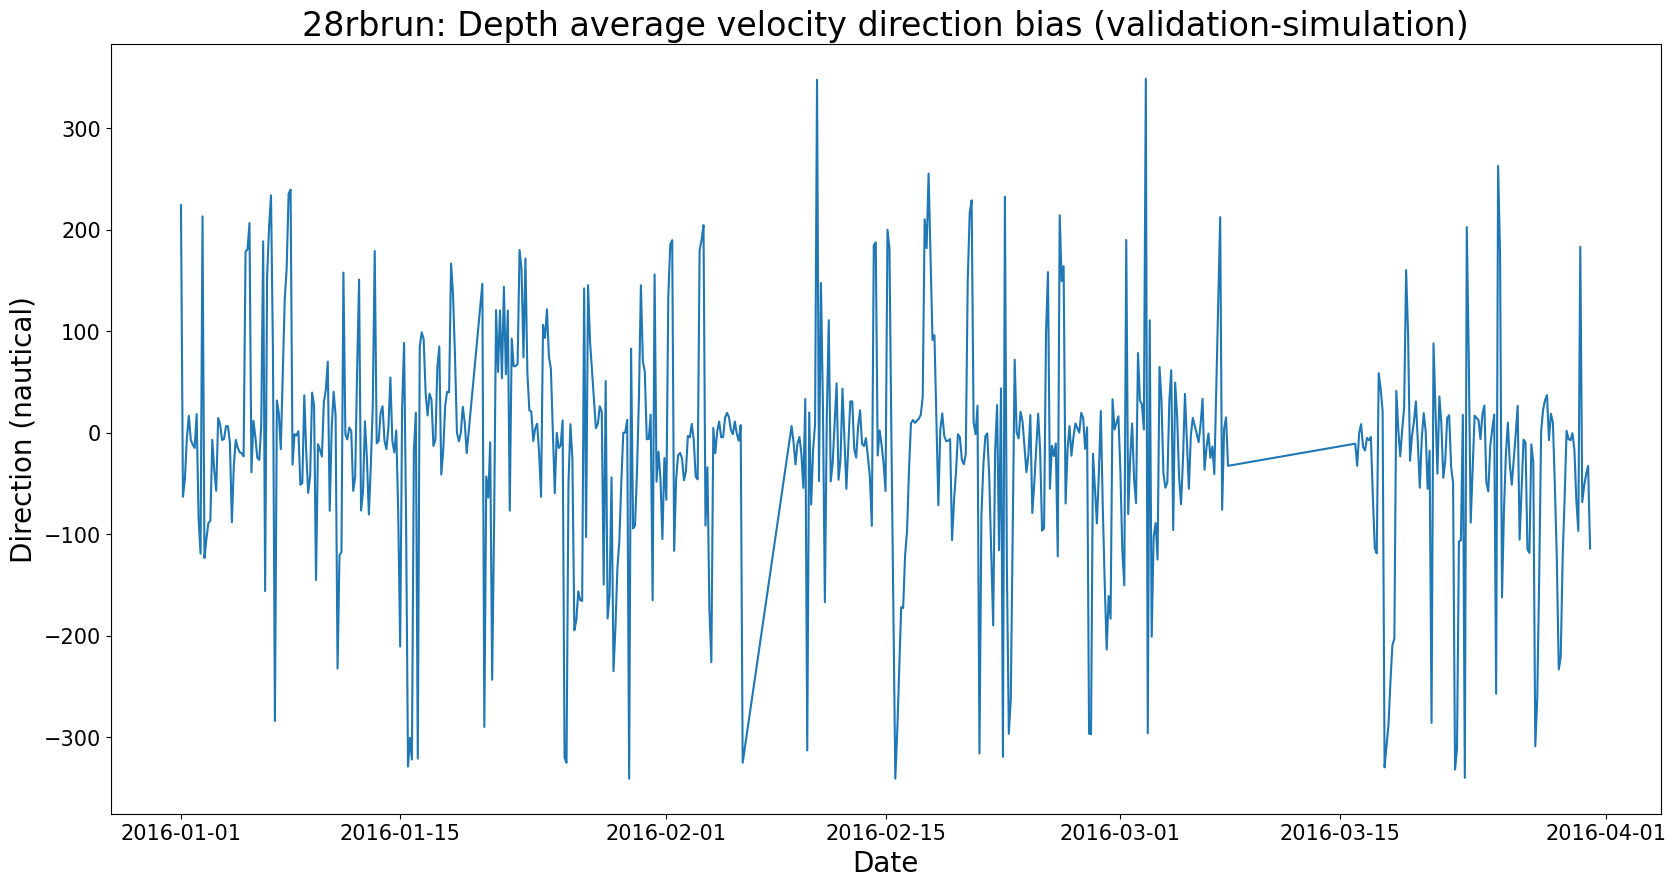 28rbrun: Depth average velocity direction bias (validation-simulation)
Direction (nautical)
300
200
100
0
−100
−200
−300
2016-01-01 2016-01-15 2016-02-01 2016-02-15 2016-03-01 2016-03-15 2016-04-01
Date